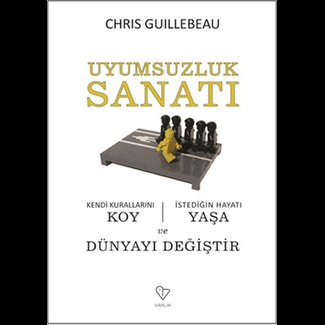 CHRIS GUILLEBEAU
UYUMSUZLUK
SANATI
KENDİ KURALLARINI
KOY
İSTEDİĞİN HAYATI
YAŞA
ve
DÜNYAYI DEĞİŞTİR
VARLIK